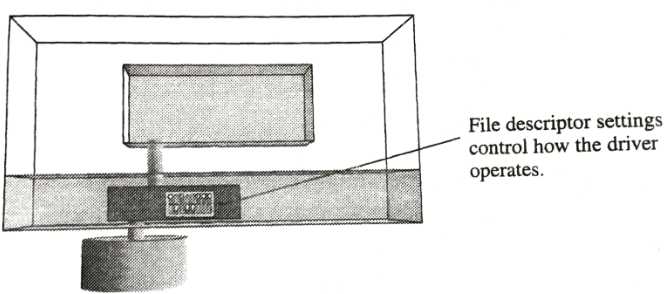 File descriptor settings
control how the driver
operates.